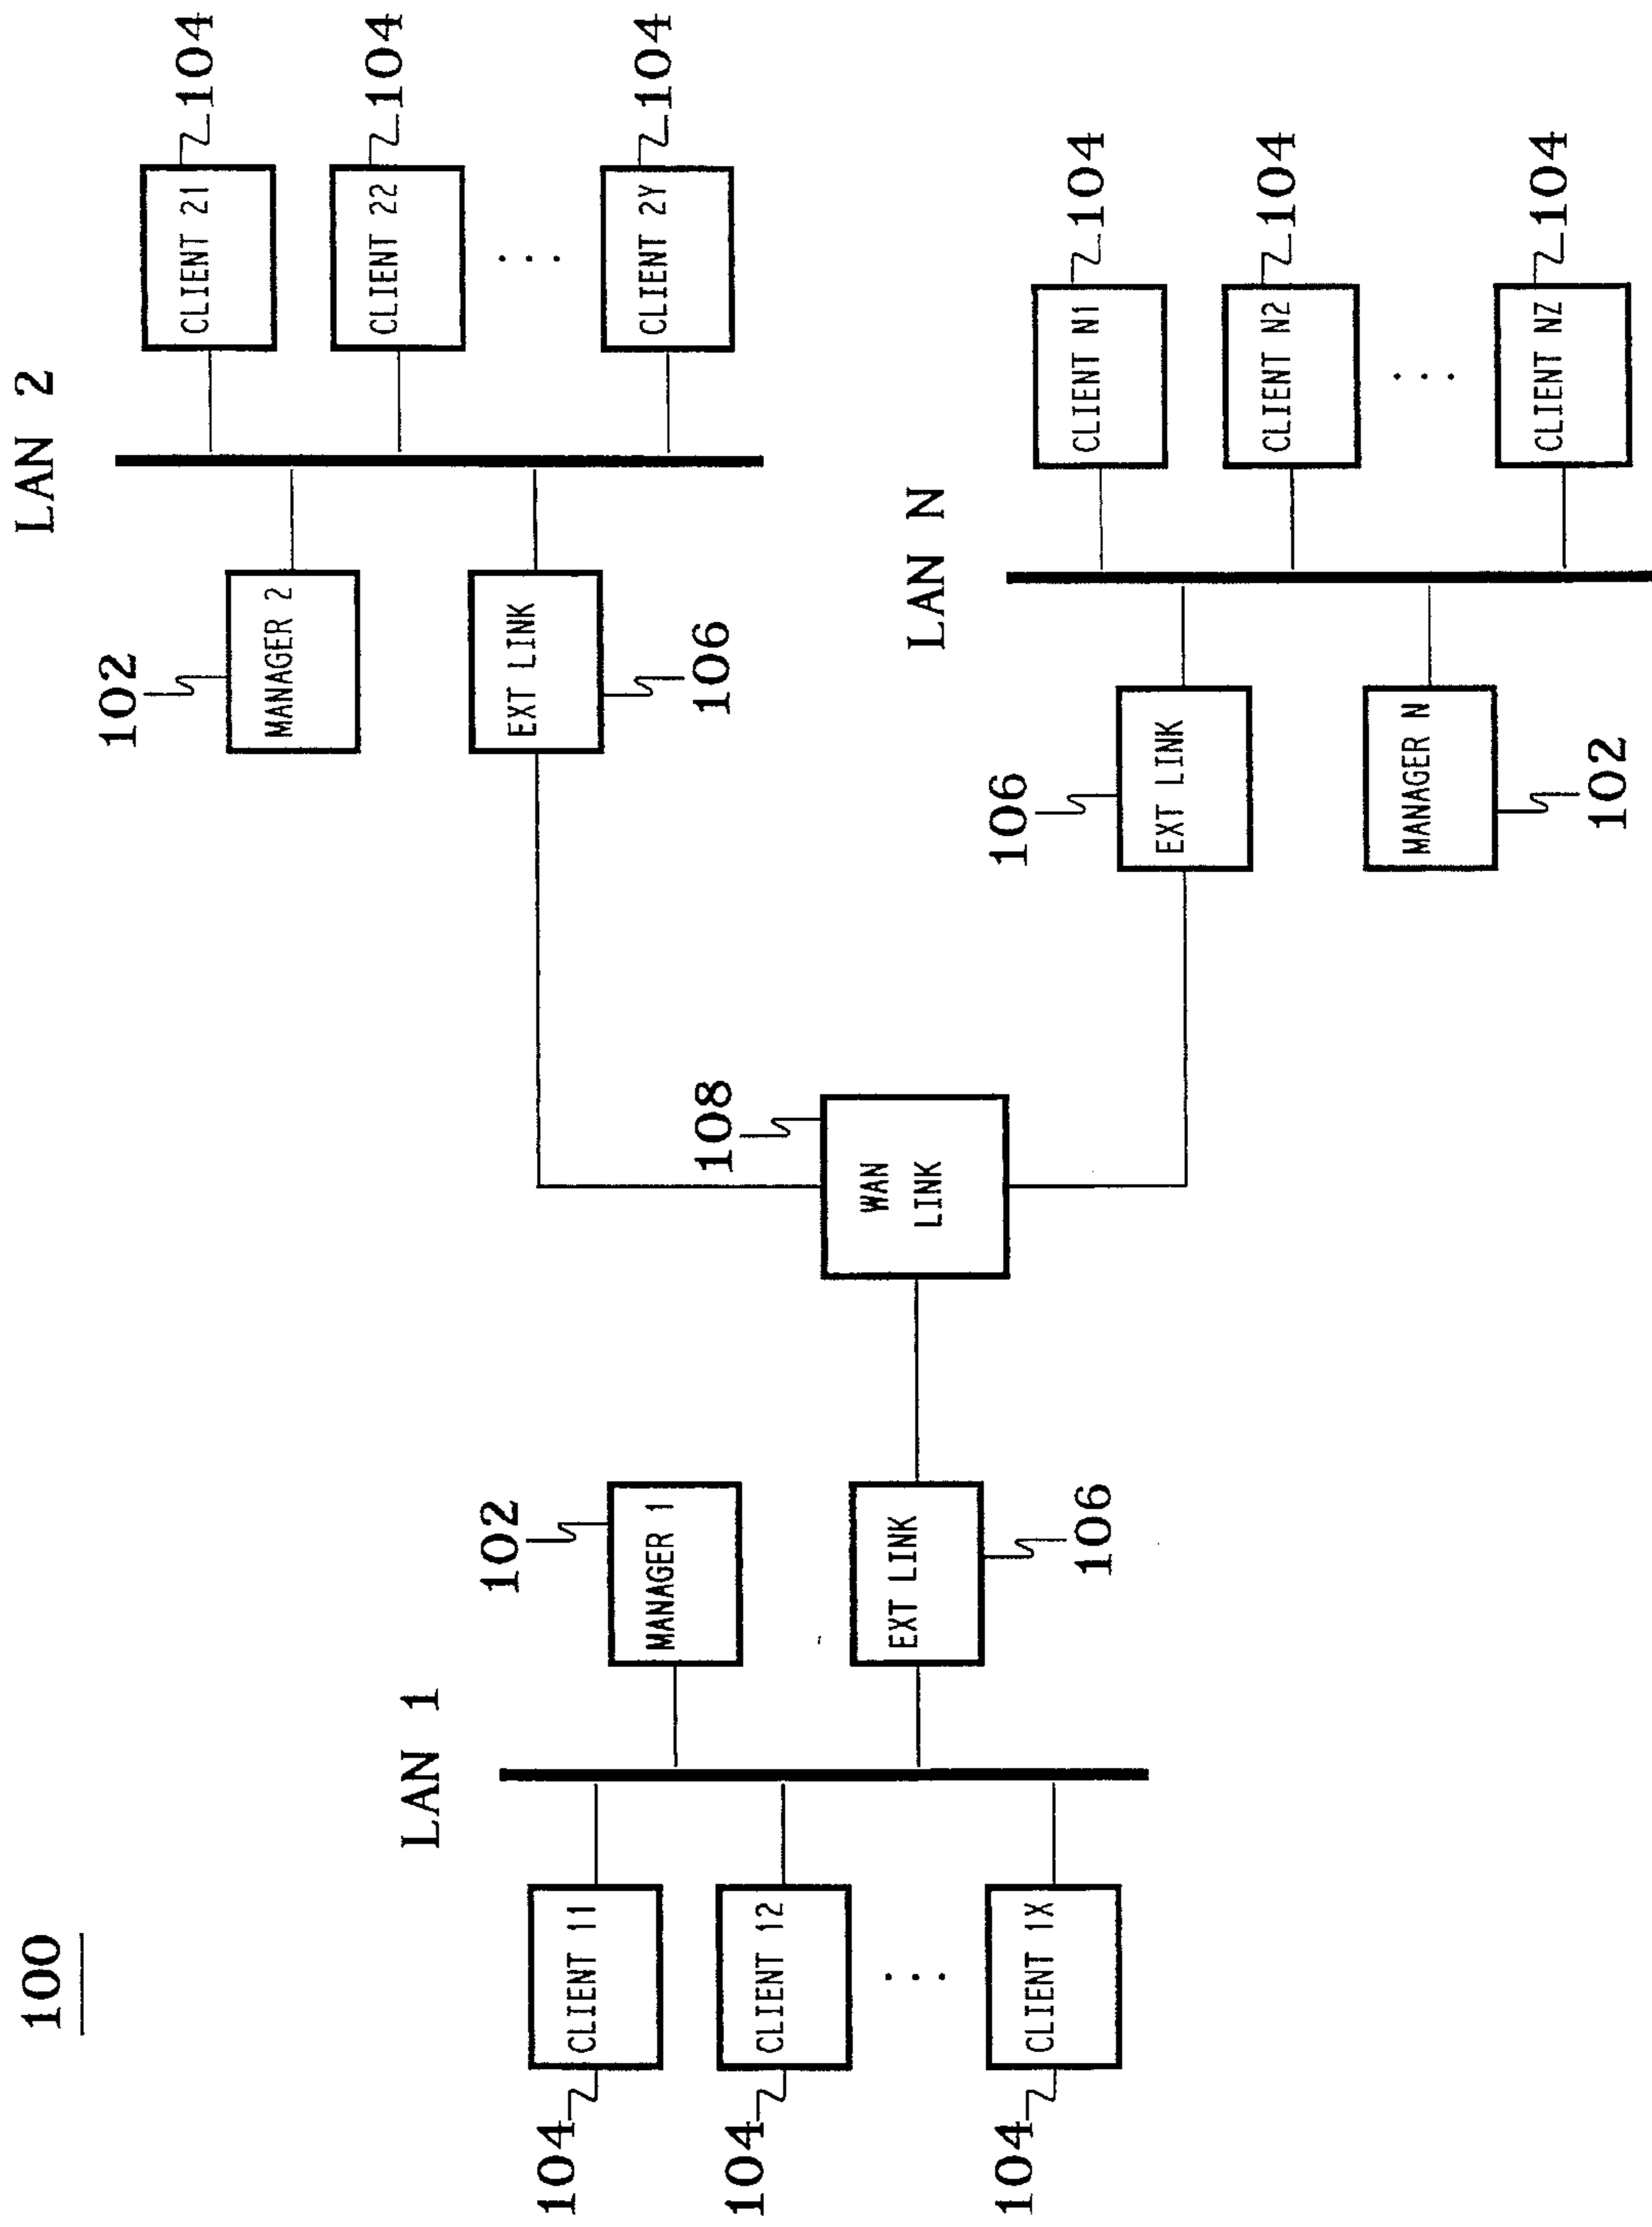 100
LAN 1
104
CLIENT 11
104
CLIENT 12
...
104
CLIENT 1X
102
MANAGER 1
EXT LINK
106
108
WAN
LINK
LAN 2
102
MANAGER 2
EXT LINK
106
CLIENT 21
104
CLIENT 22
104
...
CLIENT 2Y
104
LAN N
106
EXT LINK
MANAGER N
102
CLIENT N1
104
CLIENT N2
104
...
CLIENT NZ
104